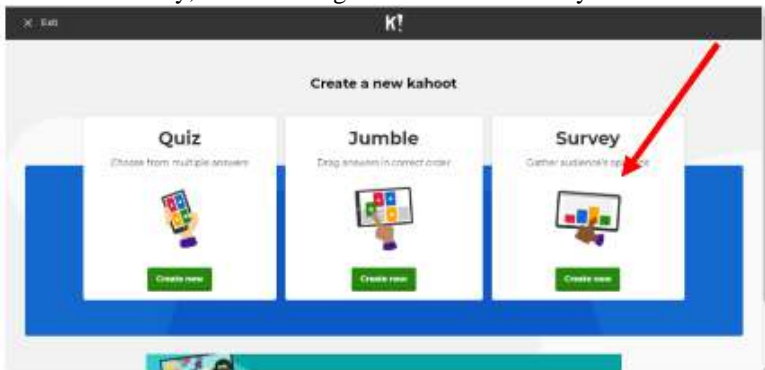 Exit
K!
Create a new kahoot
Quiz
Jumble
Survey
Choose from multiple answers
Drag answers in correct order
Gather audience's
Create new
Create new
Create new